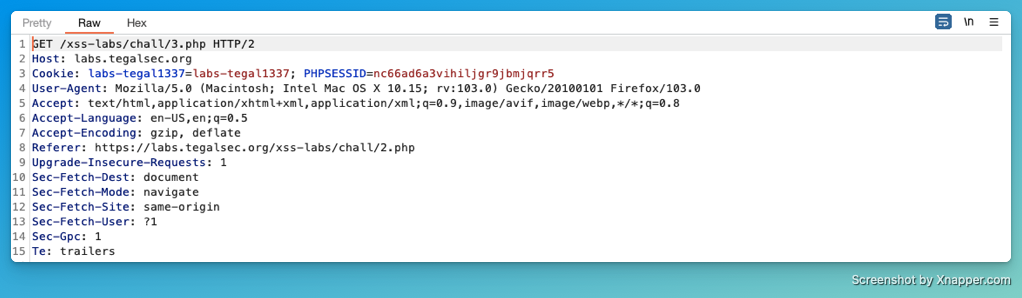 Pretty Raw Hex \n ≡
1 GET /xss-labs/chall/3.php HTTP/2
2 Host: labs.tegalsec.org
3 Cookie: labs-tegal1337=labs-tegal1337; PHPSESSID=nc66ad6a3vihiljgr9jbmjqrr5
4 User-Agent: Mozilla/5.0 (Macintosh; Intel Mac OS X 10.15; rv:103.0) Gecko/20100101 Firefox/103.0
5 Accept: text/html,application/xhtml+xml,application/xml;q=0.9,image/avif,image/webp,*/*;q=0.8
6 Accept-Language: en-US,en;q=0.5
7 Accept-Encoding: gzip, deflate
8 Referer: https://labs.tegalsec.org/xss-labs/chall/2.php
9 Upgrade-Insecure-Requests: 1
10 Sec-Fetch-Dest: document
11 Sec-Fetch-Mode: navigate
12 Sec-Fetch-Site: same-origin
13 Sec-Fetch-User: ?1
14 Sec-Gpc: 1
15 Te: trailers
Screenshot by Xnapper.com